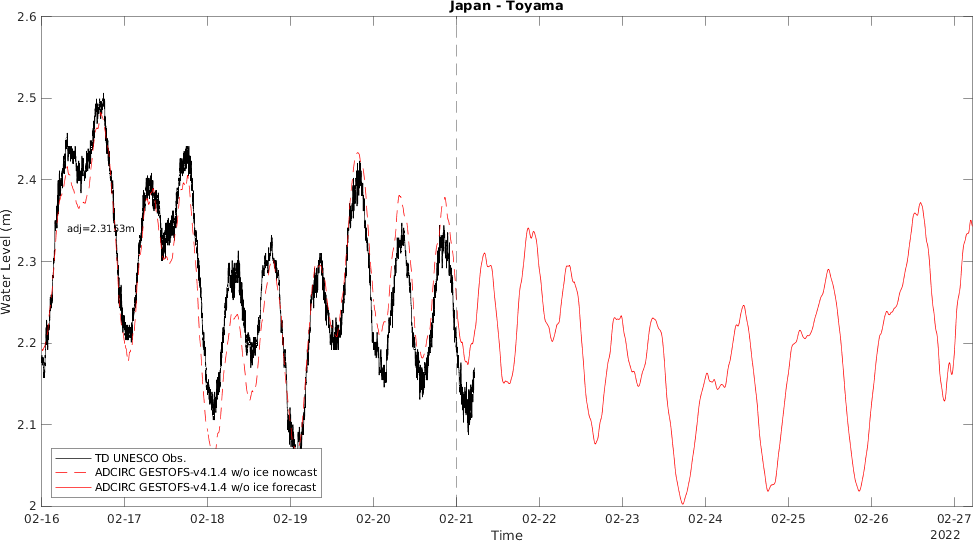 Japan - Toyama
2.6
2.5
2.4
2.3
2.2
2.1
2
Water Level (m)
adj=2.3153m
TD UNESCO Obs.
ADCIRC GESTOFS-v4.1.4 w/o ice nowcast
ADCIRC GESTOFS-v4.1.4 w/o ice forecast
02-16 02-17 02-18 02-19 02-20 02-21 02-22 02-23 02-24 02-25 02-26 02-27
Time
2022